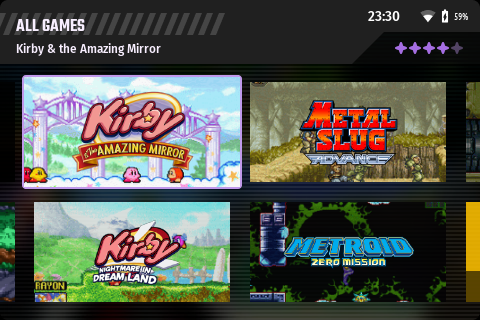 ALL GAMES
23:30
59%
Kirby & the Amazing Mirror
Kirby
& The AMAZING MIRROR
METAL
SLUG
ADVANCE
Kirby
NIGHTMARE IN
DREAM LAND
RAYON
METROID
ZERO MISSION